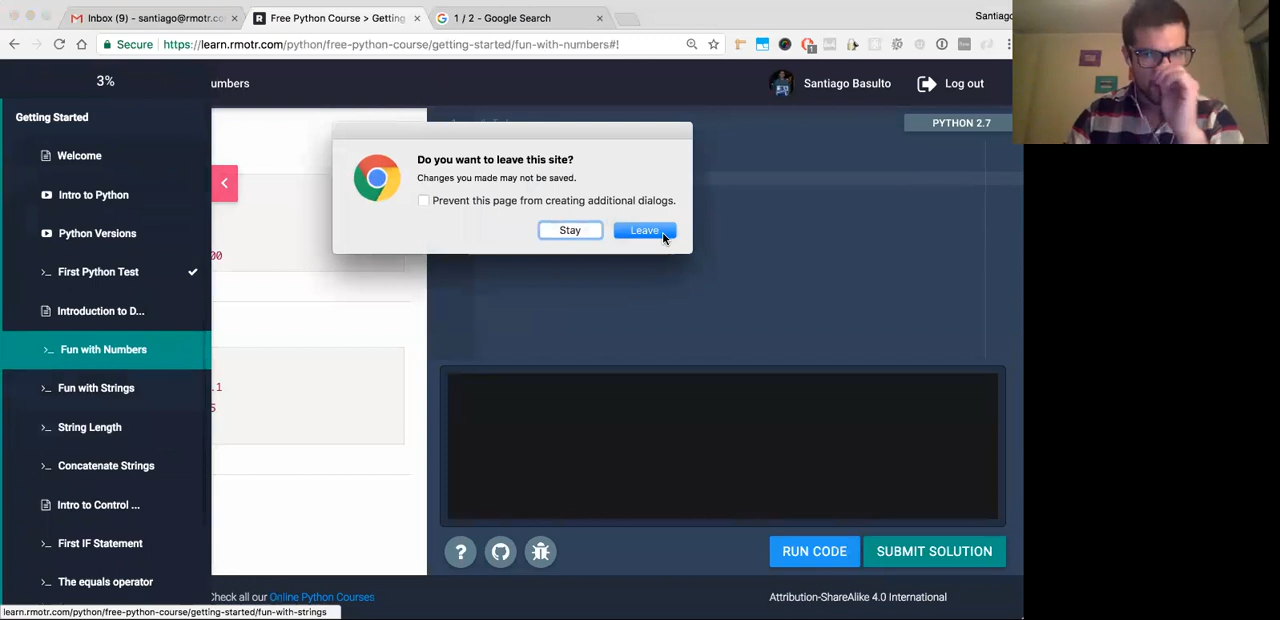 Inbox (9) - santiago@rmotr.co
Free Python Course > Getting
1 / 2 - Google Search
Santiago
Secure
https://learn.rmotr.com/python/free-python-course/getting-started/fun-with-numbers#!
3%
umbers
Santiago Basulto
Log out
Getting Started
Welcome
Intro to Python
Python Versions
First Python Test
Introduction to D...
Fun with Numbers
Fun with Strings
String Length
Concatenate Strings
Intro to Control ...
First IF Statement
The equals operator
00
.1
5
PYTHON 2.7
Do you want to leave this site?
Changes you made may not be saved.
Prevent this page from creating additional dialogs.
Stay
Leave
?
RUN CODE
SUBMIT SOLUTION
Check all our Online Python Courses
Attribution-ShareAlike 4.0 International
learn.rmotr.com/python/free-python-course/getting-started/fun-with-strings